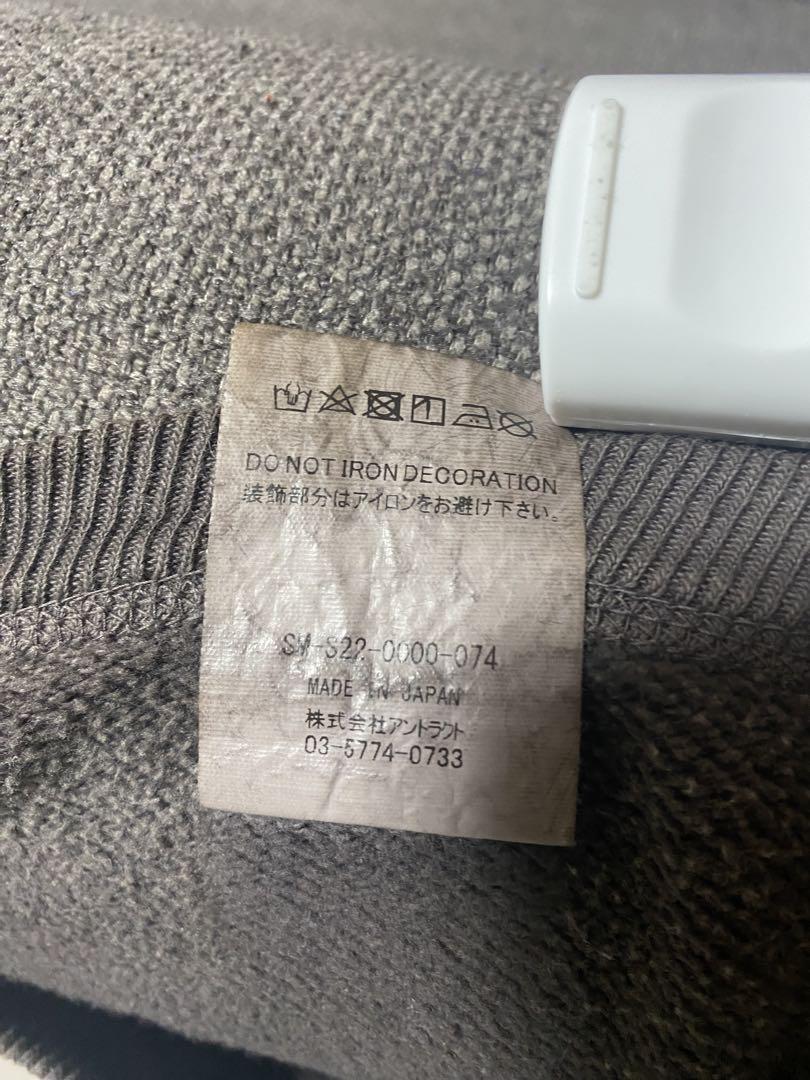 DO NOT IRON DECORATION
装飾部分はアイロンをお避け下さい。
SM-S22-0000-074
MADE IN JAPAN
株式会社アントラクト
03-5774-0733